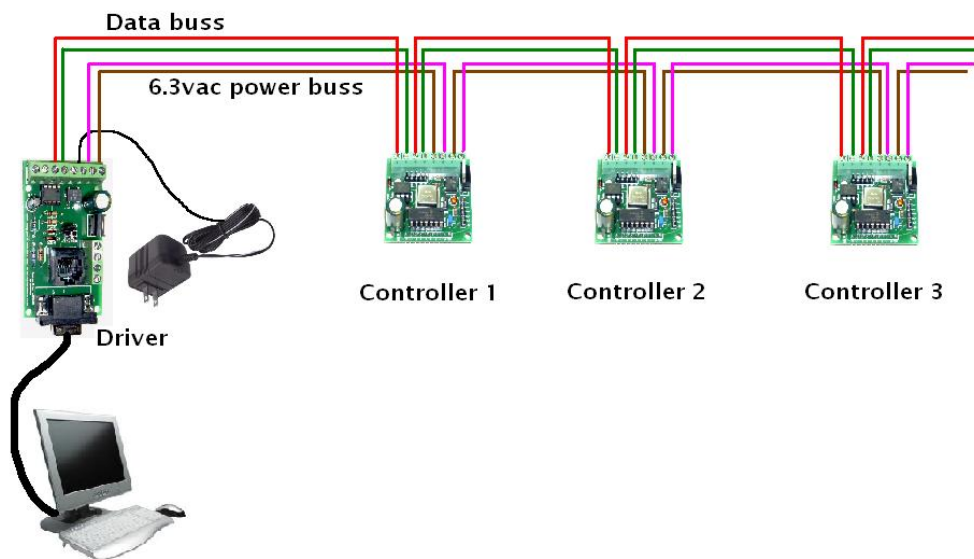 Data buss
6.3vac power buss
Controller 1
Controller 2
Controller 3
Driver